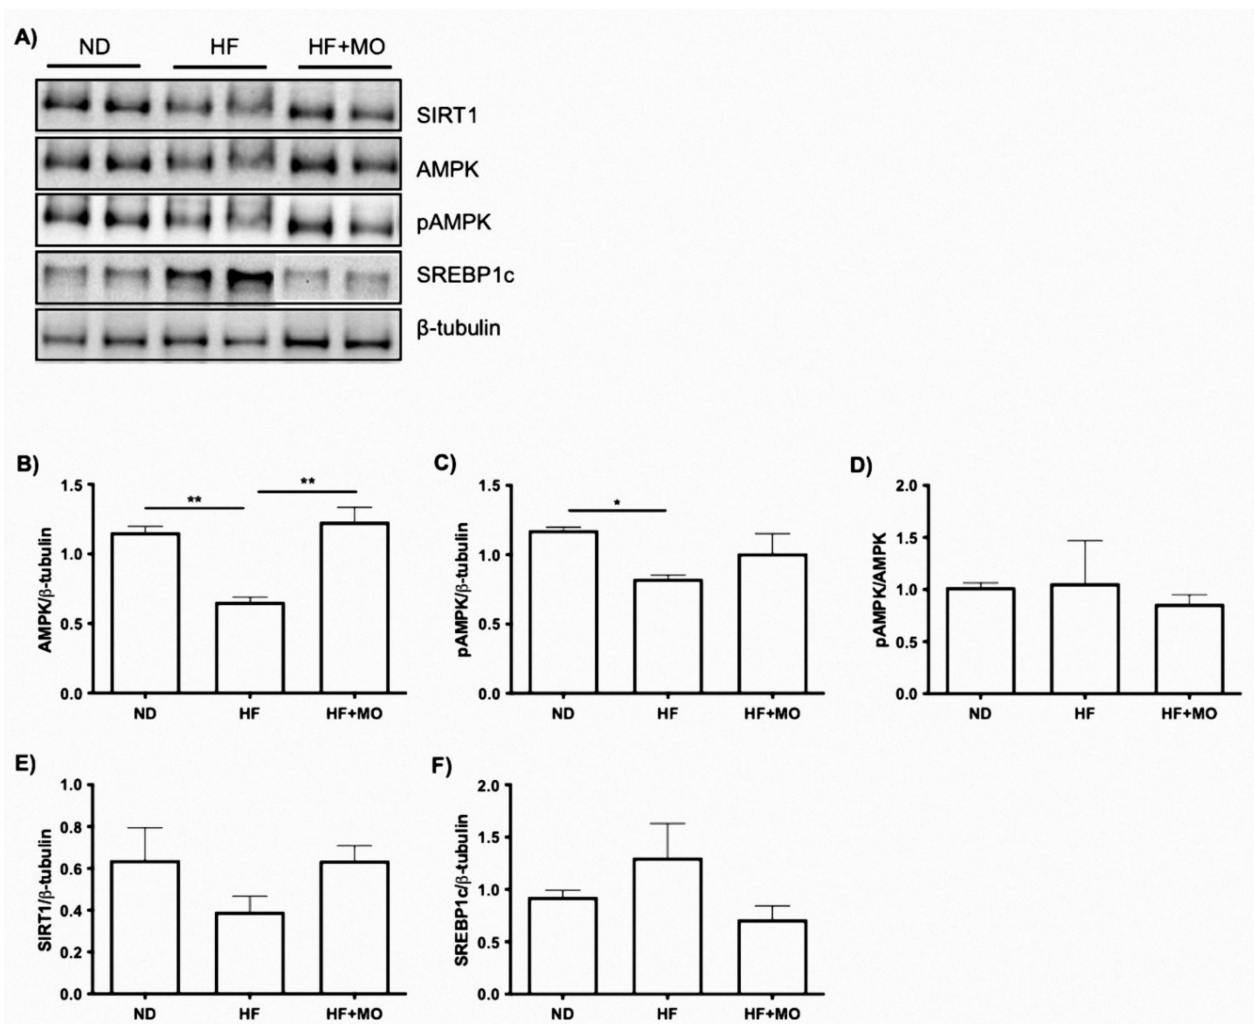 A)
ND HF HF+MO
SIRT1
AMPK
pAMPK
SREBP1c
β-tubulin
B)
AMPK/β-tubulin
1.5
1.0
0.5
0.0
** **
ND HF HF+MO
C)
pAMPK/β-tubulin
1.5
1.0
0.5
0.0
*
ND HF HF+MO
D)
pAMPK/AMPK
2.0
1.5
1.0
0.5
0.0
ND HF HF+MO
E)
SIRT1/β-tubulin
1.0
0.8
0.6
0.4
0.2
0.0
ND HF HF+MO
F)
SREBP1c/β-tubulin
2.0
1.5
1.0
0.5
0.0
ND HF HF+MO